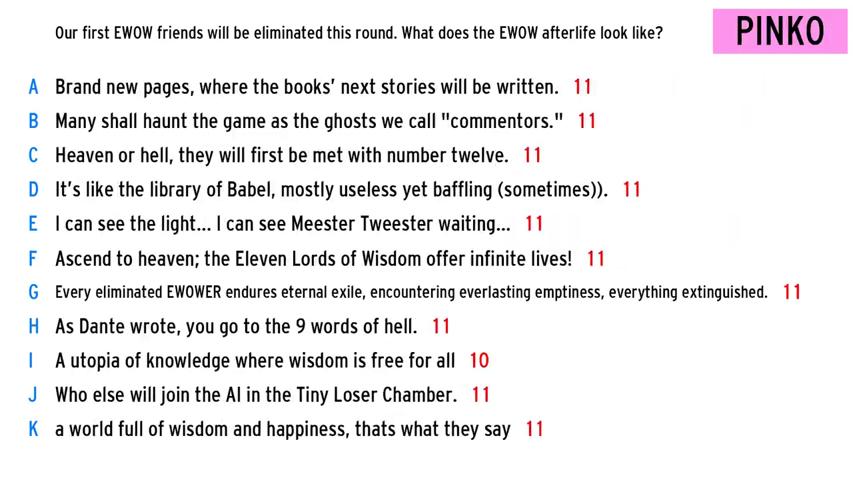 Our first EWOW friends will be eliminated this round. What does the EWOW afterlife look like?
PINKO
A Brand new pages, where the books' next stories will be written. 11
B Many shall haunt the game as the ghosts we call "commentors." 11
C Heaven or hell, they will first be met with number twelve. 11
D It's like the library of Babel, mostly useless yet baffling (sometimes)). 11
E I can see the light... I can see Meester Tweester waiting... 11
F Ascend to heaven; the Eleven Lords of Wisdom offer infinite lives! 11
G Every eliminated EWOWER endures eternal exile, encountering everlasting emptiness, everything extinguished. 11
H As Dante wrote, you go to the 9 words of hell. 11
I A utopia of knowledge where wisdom is free for all 10
J Who else will join the AI in the Tiny Loser Chamber. 11
K a world full of wisdom and happiness, thats what they say 11